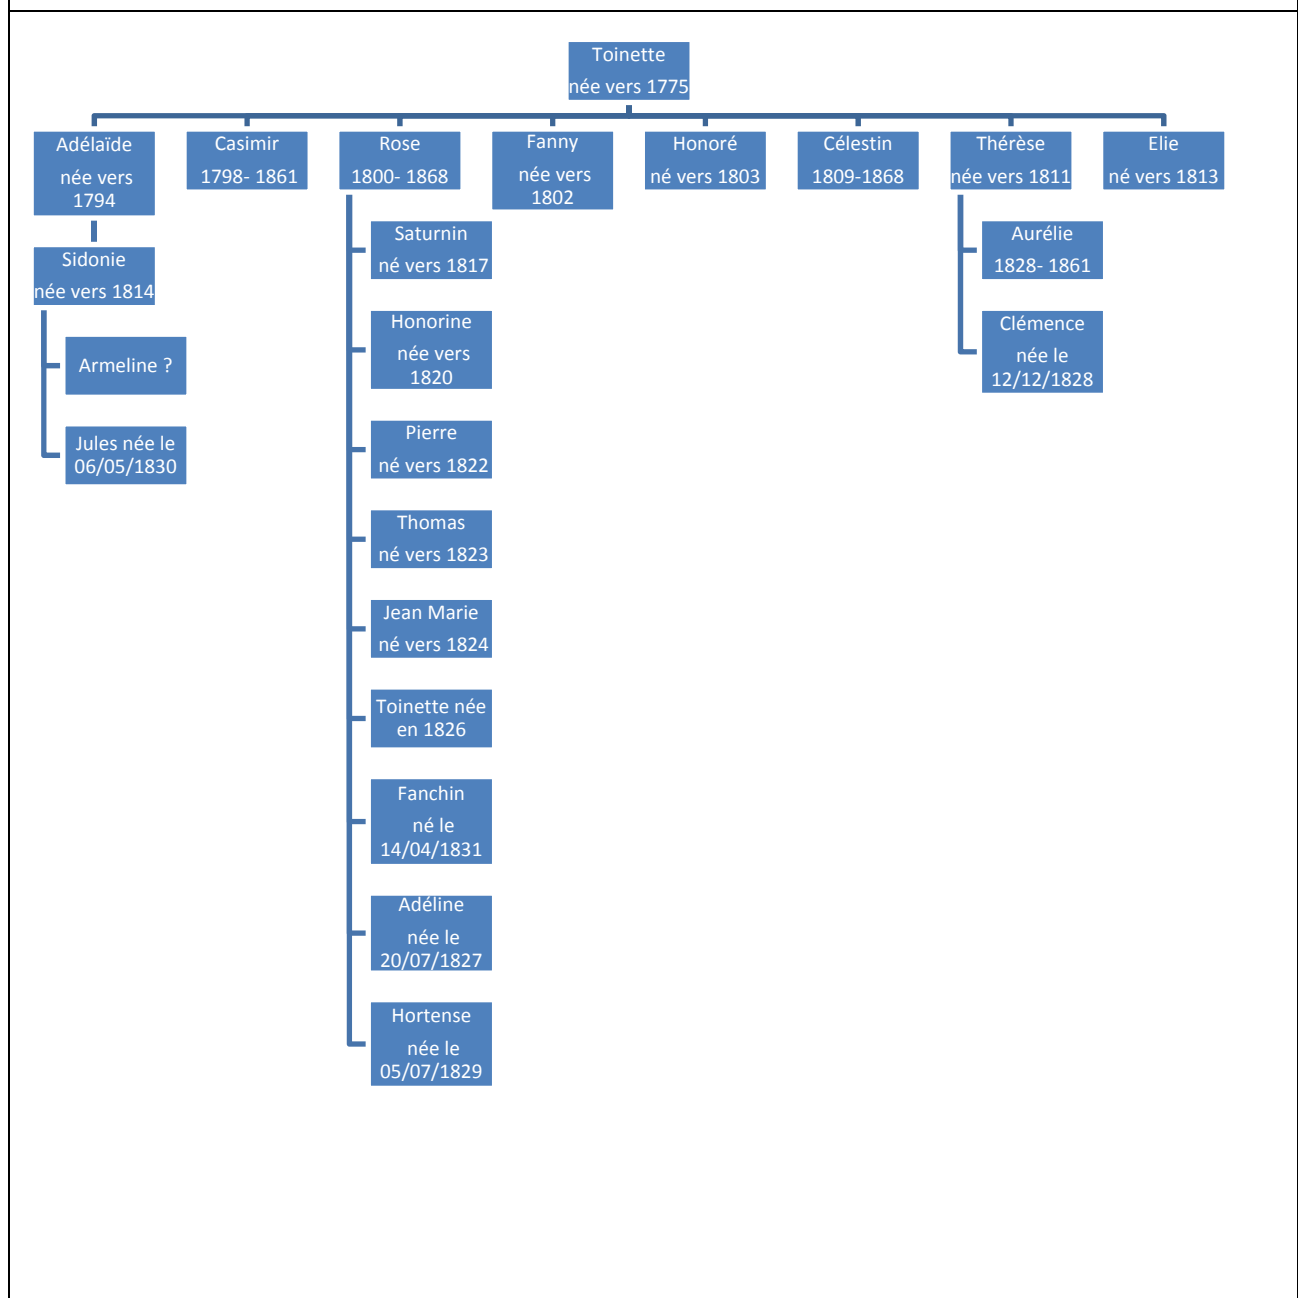 Toinette
née vers 1775
Adélaïde
née vers
1794
Casimir
1798- 1861
Rose
1800- 1868
Fanny
née vers
1802
Honoré
né vers 1803
Célestin
1809-1868
Thérèse
née vers 1811
Elie
né vers 1813
Sidonie
née vers 1814
Armeline ?
Jules née le
06/05/1830
Saturnin
né vers 1817
Honorine
née vers
1820
Pierre
né vers 1822
Thomas
né vers 1823
Jean Marie
né vers 1824
Toinette née
en 1826
Fanchin
né le
14/04/1831
Adéline
née le
20/07/1827
Hortense
née le
05/07/1829
Aurélie
1828- 1861
Clémence
née le
12/12/1828